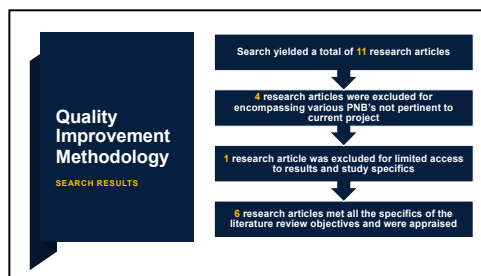 Quality
Improvement
Methodology
SEARCH RESULTS
Search yielded a total of 11 research articles
4 research articles were excluded for
encompassing various PNB's not pertinent to
current project
1 research article was excluded for limited access
to results and study specifics
6 research articles met all the specifics of the
literature review objectives and were appraised